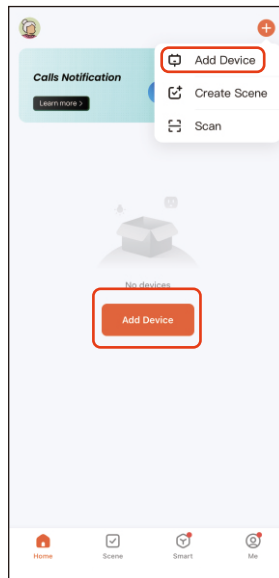 Calls Notification
Learn more >
Add Device
Create Scene
Scan
No devices
Add Device
Home
Scene
Smart
Me